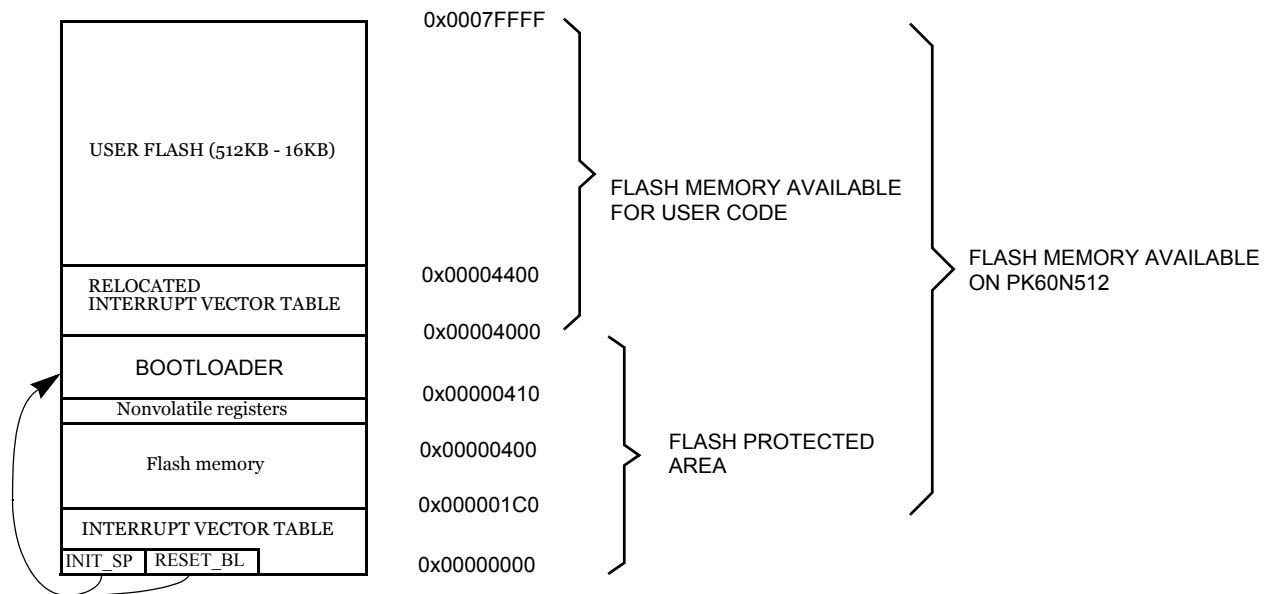 0x0007FFFF
USER FLASH (512KB - 16KB)
FLASH MEMORY AVAILABLE
FOR USER CODE
FLASH MEMORY AVAILABLE
ON PK60N512
0x00004400
RELOCATED
INTERRUPT VECTOR TABLE
0x00004000
BOOTLOADER
0x00000410
Nonvolatile registers
FLASH PROTECTED
AREA
0x00000400
Flash memory
0x000001C0
INTERRUPT VECTOR TABLE
INIT_SP
RESET_BL
0x00000000